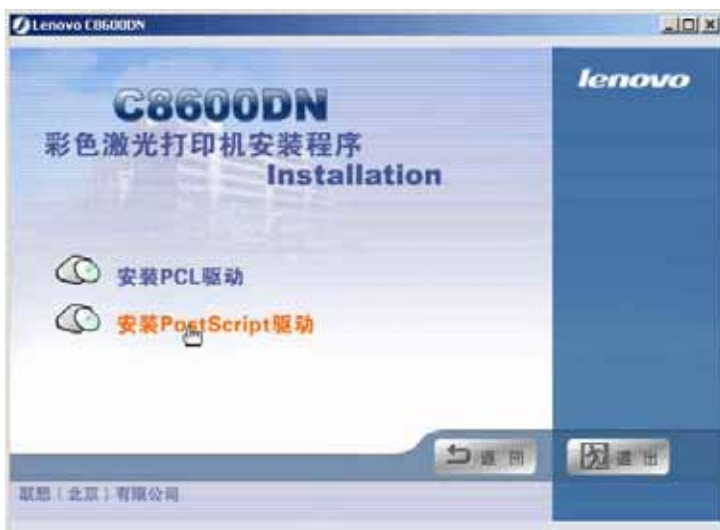 Lenovo C8600DN
lenovo
C8600DN
彩色激光打印机安装程序
Installation
安装PCL驱动
安装PostScript驱动
返回
退出
联想(北京)有限公司